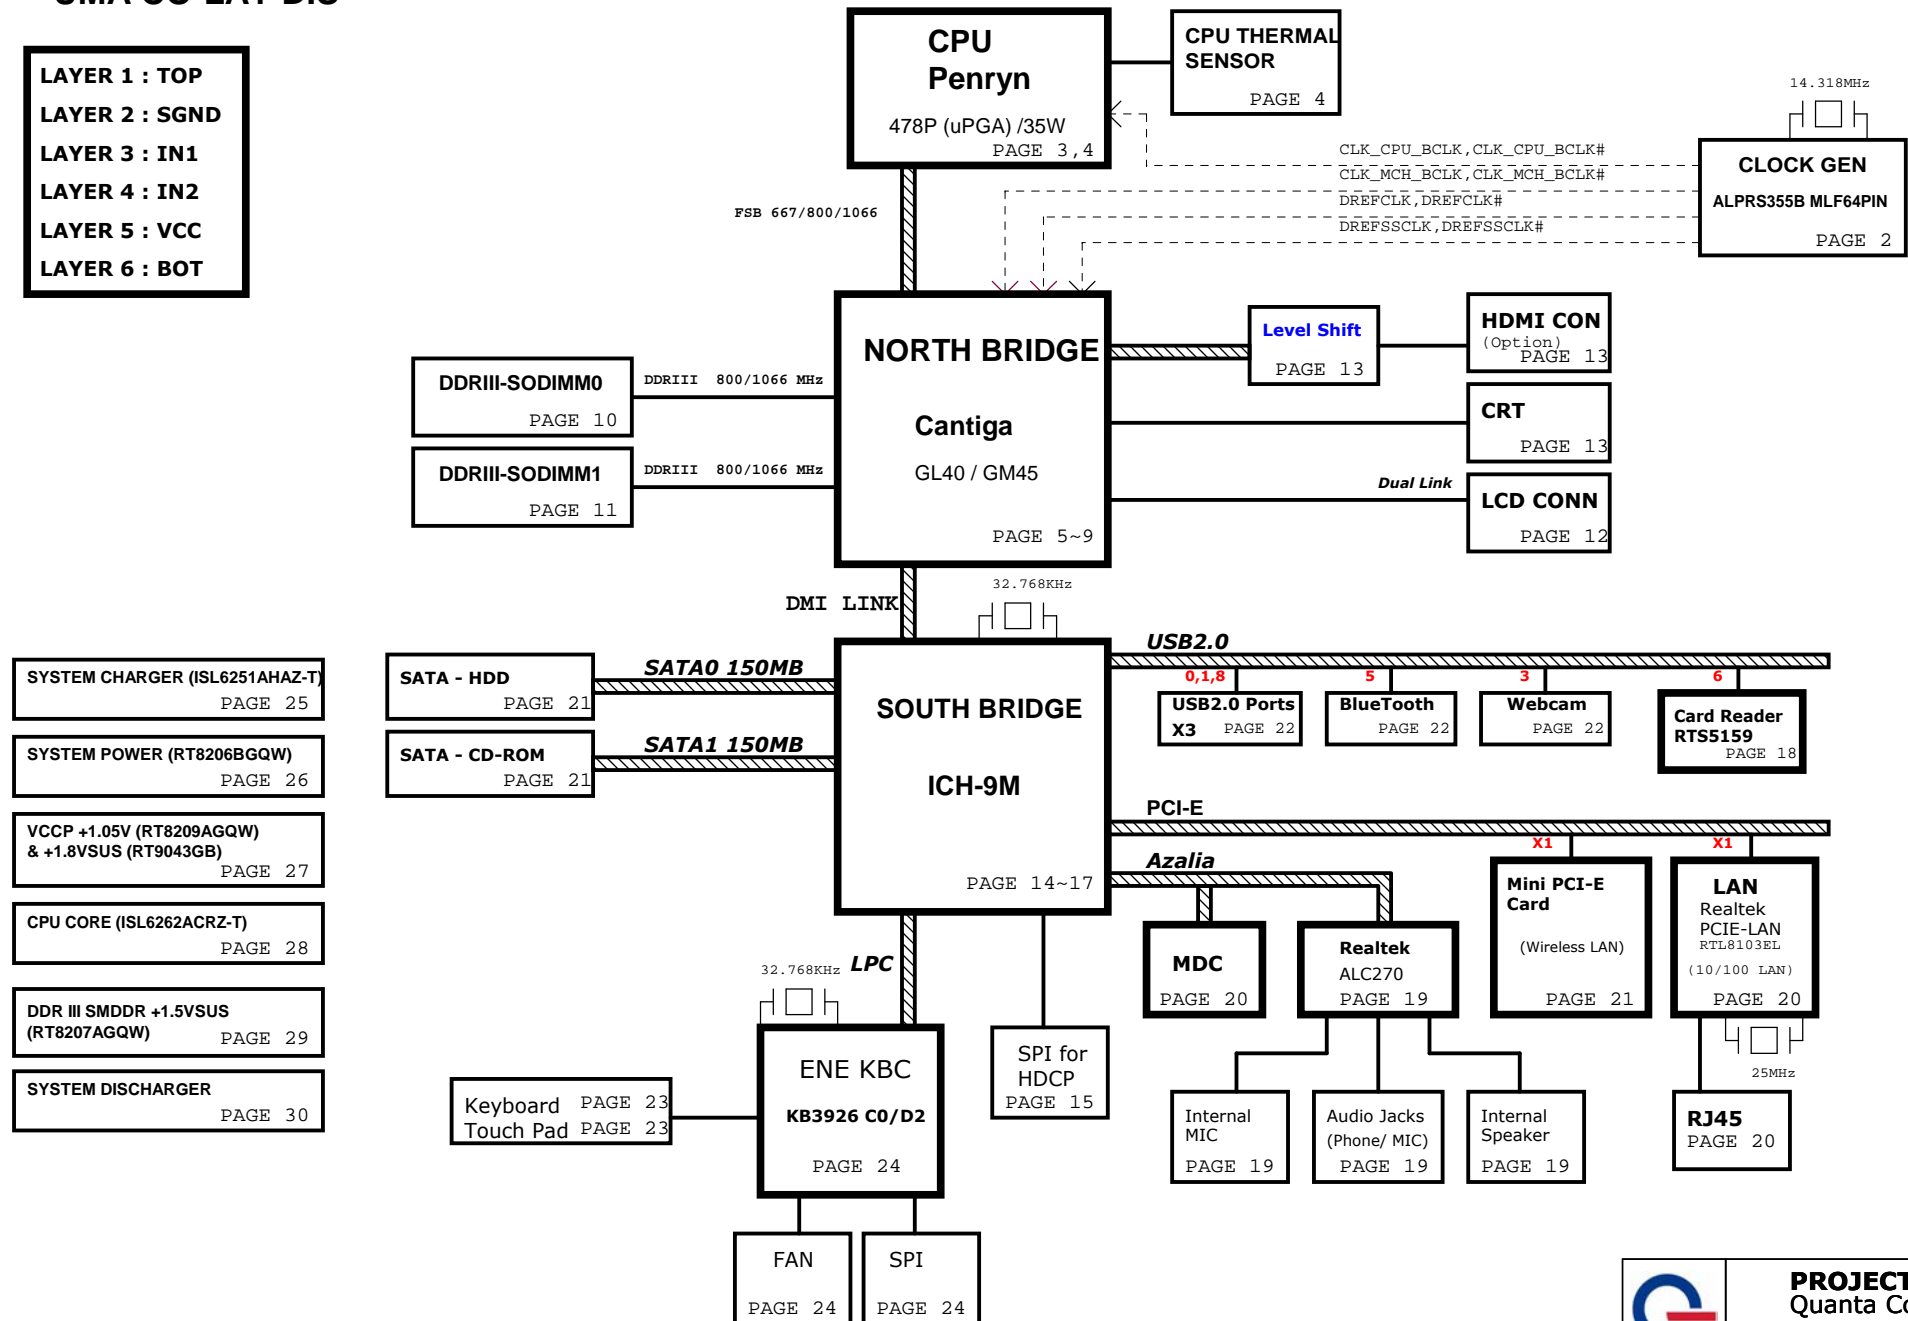 UMA CO-LAY DIS
LAYER 1 : TOP
LAYER 2 : SGND
LAYER 3 : IN1
LAYER 4 : IN2
LAYER 5 : VCC
LAYER 6 : BOT
CPU
Penryn
478P (uPGA) /35W
PAGE 3,4
CPU THERMAL
SENSOR
PAGE 4
14.318MHz
CLOCK GEN
ALPRS355B MLF64PIN
PAGE 2
CLK_CPU_BCLK,CLK_CPU_BCLK#
CLK_MCH_BCLK,CLK_MCH_BCLK#
DREFCLK,DREFCLK#
DREFSSCLK,DREFSSCLK#
FSB 667/800/1066
NORTH BRIDGE
Cantiga
GL40 / GM45
PAGE 5~9
DDRIII-SODIMM0
PAGE 10
DDRIII 800/1066 MHz
DDRIII-SODIMM1
PAGE 11
DDRIII 800/1066 MHz
Level Shift
PAGE 13
HDMI CON
(Option)
PAGE 13
CRT
PAGE 13
Dual Link
LCD CONN
PAGE 12
DMI LINK
32.768KHz
SOUTH BRIDGE
ICH-9M
PAGE 14~17
SATA - HDD
PAGE 21
SATA0 150MB
SATA - CD-ROM
PAGE 21
SATA1 150MB
USB2.0
0,1,8
USB2.0 Ports
X3 PAGE 22
5
BlueTooth
PAGE 22
3
Webcam
PAGE 22
6
Card Reader
RTS5159
PAGE 18
PCI-E
X1
Mini PCI-E
Card
(Wireless LAN)
PAGE 21
X1
LAN
Realtek
PCIE-LAN
RTL8103EL
(10/100 LAN)
PAGE 20
25MHz
RJ45
PAGE 20
Azalia
MDC
PAGE 20
Realtek
ALC270
PAGE 19
Internal
MIC
PAGE 19
Audio Jacks
(Phone/ MIC)
PAGE 19
Internal
Speaker
PAGE 19
SYSTEM CHARGER (ISL6251AHAZ-T)
PAGE 25
SYSTEM POWER (RT8206BGQW)
PAGE 26
VCCP +1.05V (RT8209AGQW)
& +1.8VSUS (RT9043GB)
PAGE 27
CPU CORE (ISL6262ACRZ-T)
PAGE 28
DDR III SMDDR +1.5VSUS
(RT8207AGQW)
PAGE 29
SYSTEM DISCHARGER
PAGE 30
32.768KHz
LPC
ENE KBC
KB3926 C0/D2
PAGE 24
Keyboard PAGE 23
Touch Pad PAGE 23
SPI for
HDCP
PAGE 15
FAN
PAGE 24
SPI
PAGE 24
PROJECT
Quanta Co